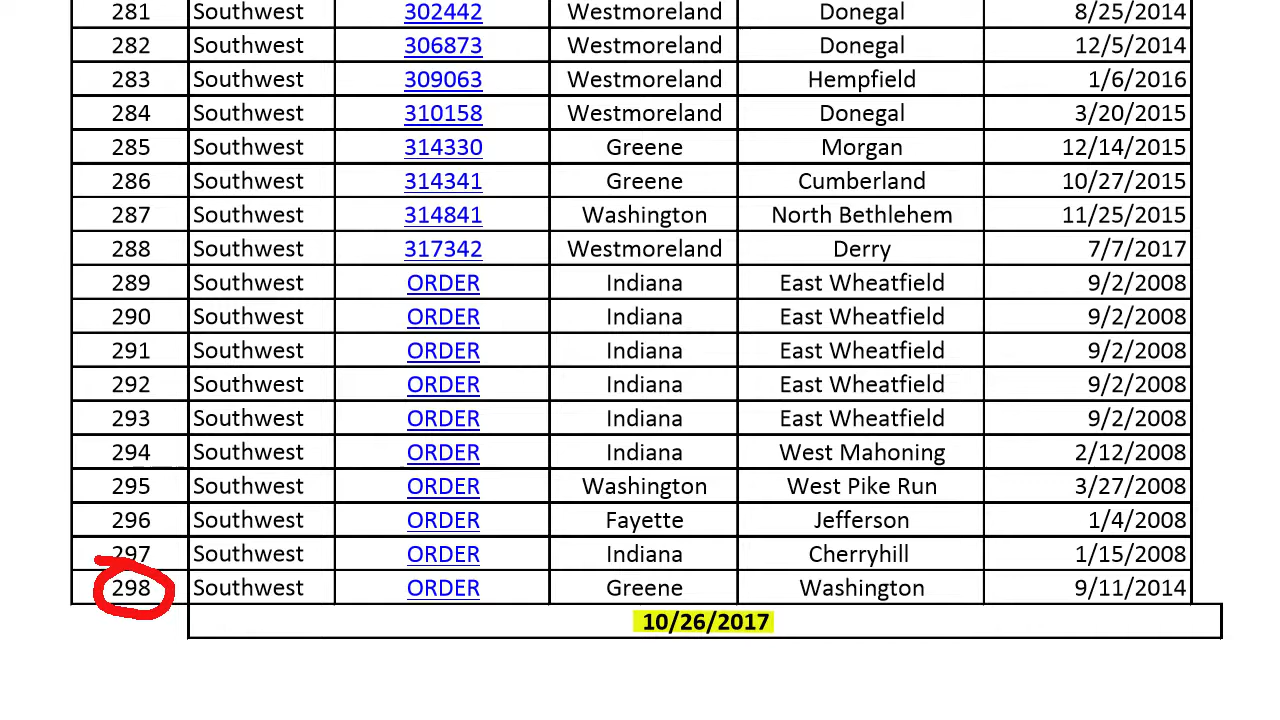 281 Southwest 302442 Westmoreland Donegal 8/25/2014
282 Southwest 306873 Westmoreland Donegal 12/5/2014
283 Southwest 309063 Westmoreland Hempfield 1/6/2016
284 Southwest 310158 Westmoreland Donegal 3/20/2015
285 Southwest 314330 Greene Morgan 12/14/2015
286 Southwest 314341 Greene Cumberland 10/27/2015
287 Southwest 314841 Washington North Bethlehem 11/25/2015
288 Southwest 317342 Westmoreland Derry 7/7/2017
289 Southwest ORDER Indiana East Wheatfield 9/2/2008
290 Southwest ORDER Indiana East Wheatfield 9/2/2008
291 Southwest ORDER Indiana East Wheatfield 9/2/2008
292 Southwest ORDER Indiana East Wheatfield 9/2/2008
293 Southwest ORDER Indiana East Wheatfield 9/2/2008
294 Southwest ORDER Indiana West Mahoning 2/12/2008
295 Southwest ORDER Washington West Pike Run 3/27/2008
296 Southwest ORDER Fayette Jefferson 1/4/2008
297 Southwest ORDER Indiana Cherryhill 1/15/2008
298 Southwest ORDER Greene Washington 9/11/2014
10/26/2017